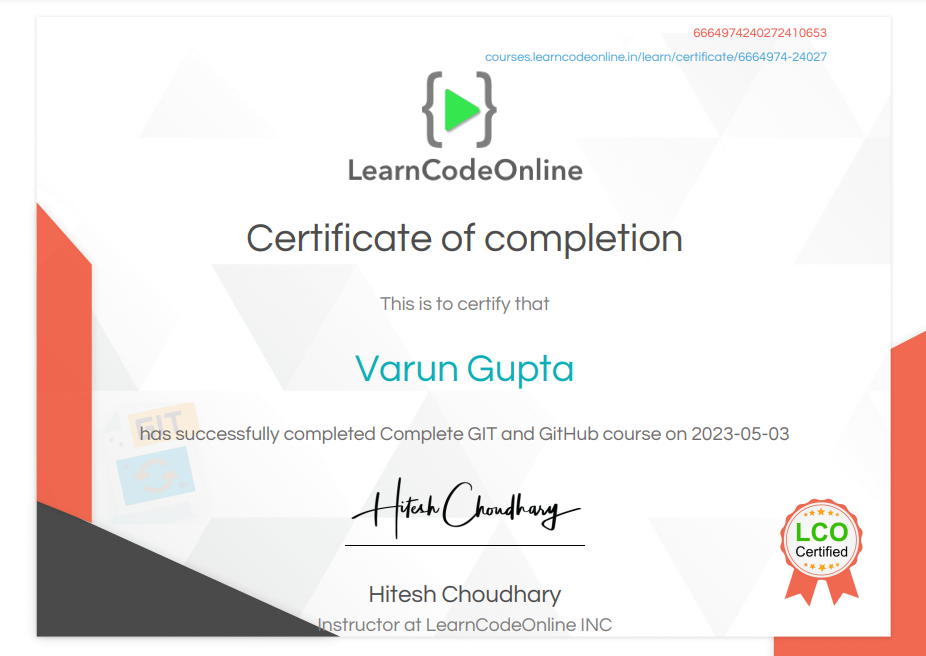 6664974240272410653
courses.learncodeonline.in/learn/certificate/6664974-24027
LearnCodeOnline
Certificate of completion
This is to certify that
Varun Gupta
GIT
has successfully completed Complete GIT and GitHub course on 2023-05-03
Hitesh Choudhary
LCO
Certified
Hitesh Choudhary
Instructor at LearnCodeOnline INC